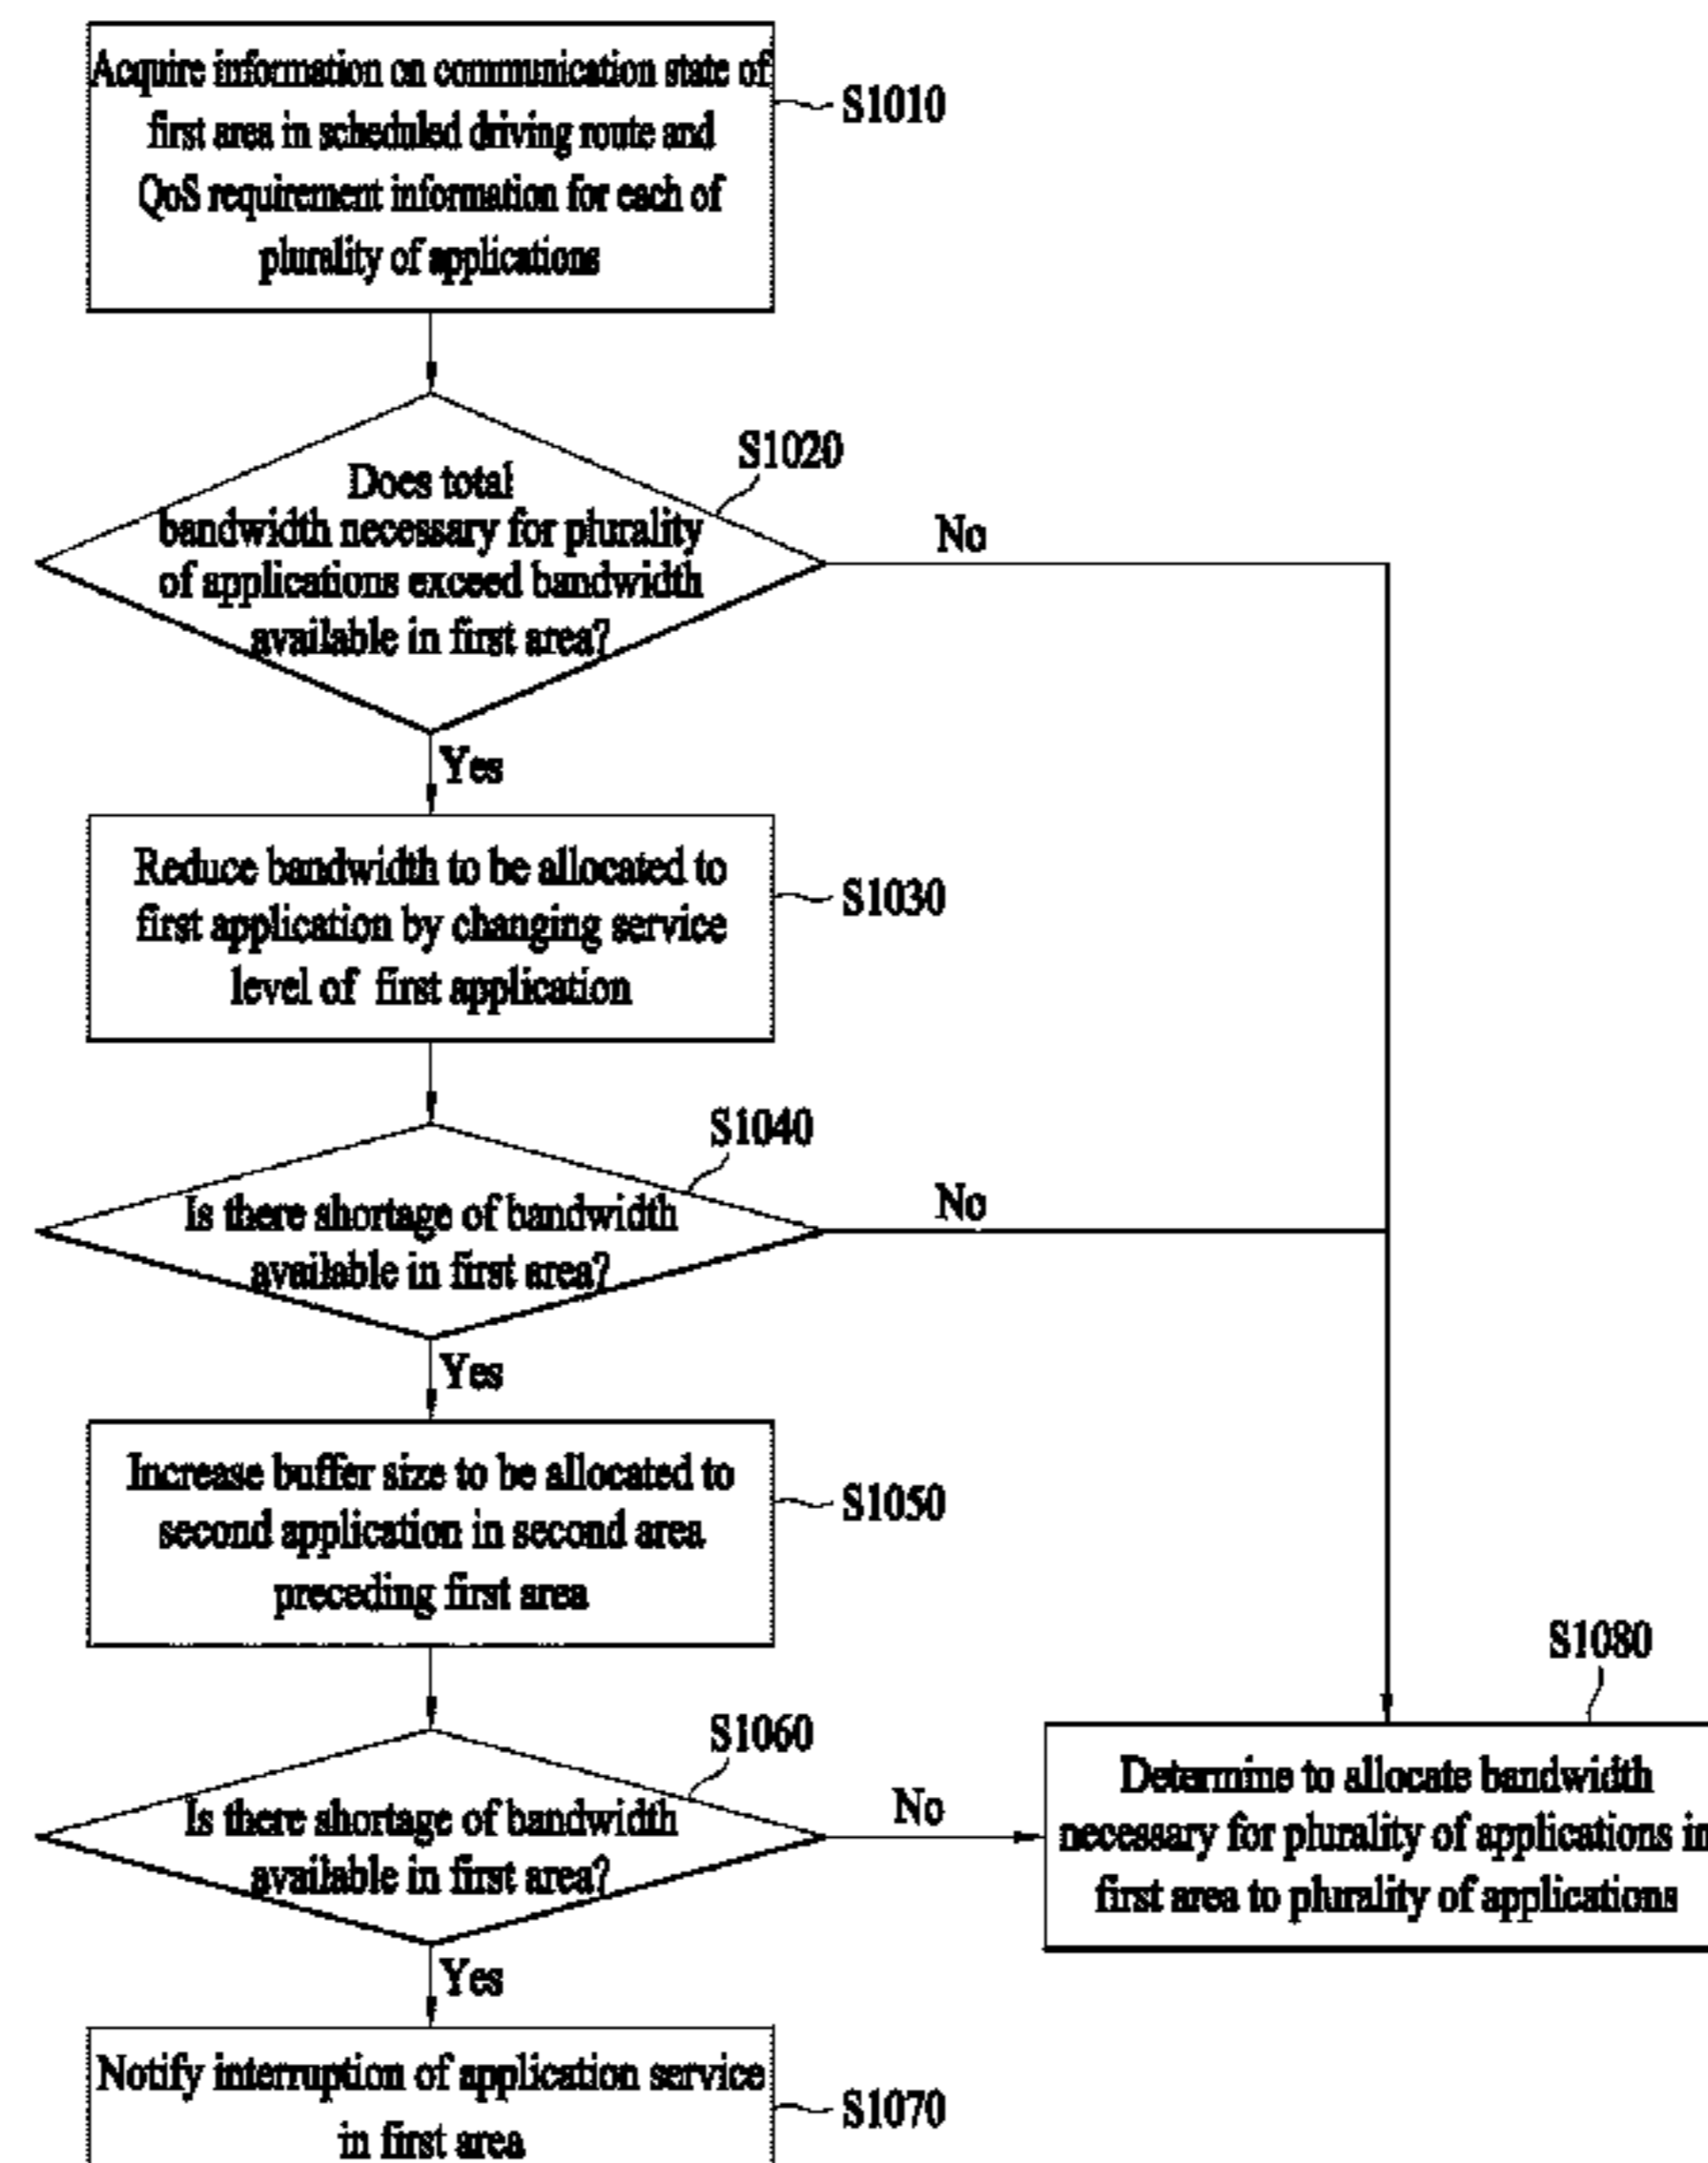 Acquire information on communication state of
first area in scheduled driving route and
QoS requirement information for each of
plurality of applications
S1010
S1020
Does total
bandwidth necessary for plurality
of applications exceed bandwidth
available in first area?
No
Yes
Reduce bandwidth to be allocated to
first application by changing service
level of first application
S1030
S1040
Is there shortage of bandwidth
available in first area?
No
Yes
Increase buffer size to be allocated to
second application in second area
preceding first area
S1050
S1060
Is there shortage of bandwidth
available in first area?
No
Yes
S1080
Determine to allocate bandwidth
necessary for plurality of applications in
first area to plurality of applications
Notify interruption of application service
in first area
S1070